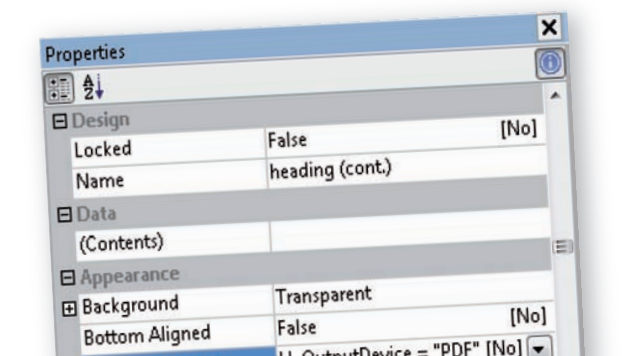 Properties
Design
Locked False [No]
Name heading (cont.)
Data
(Contents)
Appearance
Background Transparent
Bottom Aligned False [No]
OutputDevice = "PDF" [No]